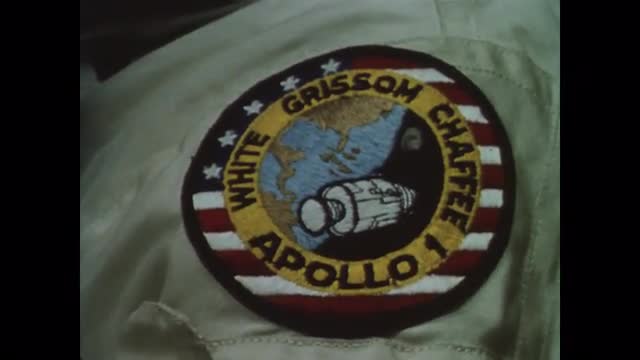 WHITE GRISSOM CHAFFEE
APOLLO 1